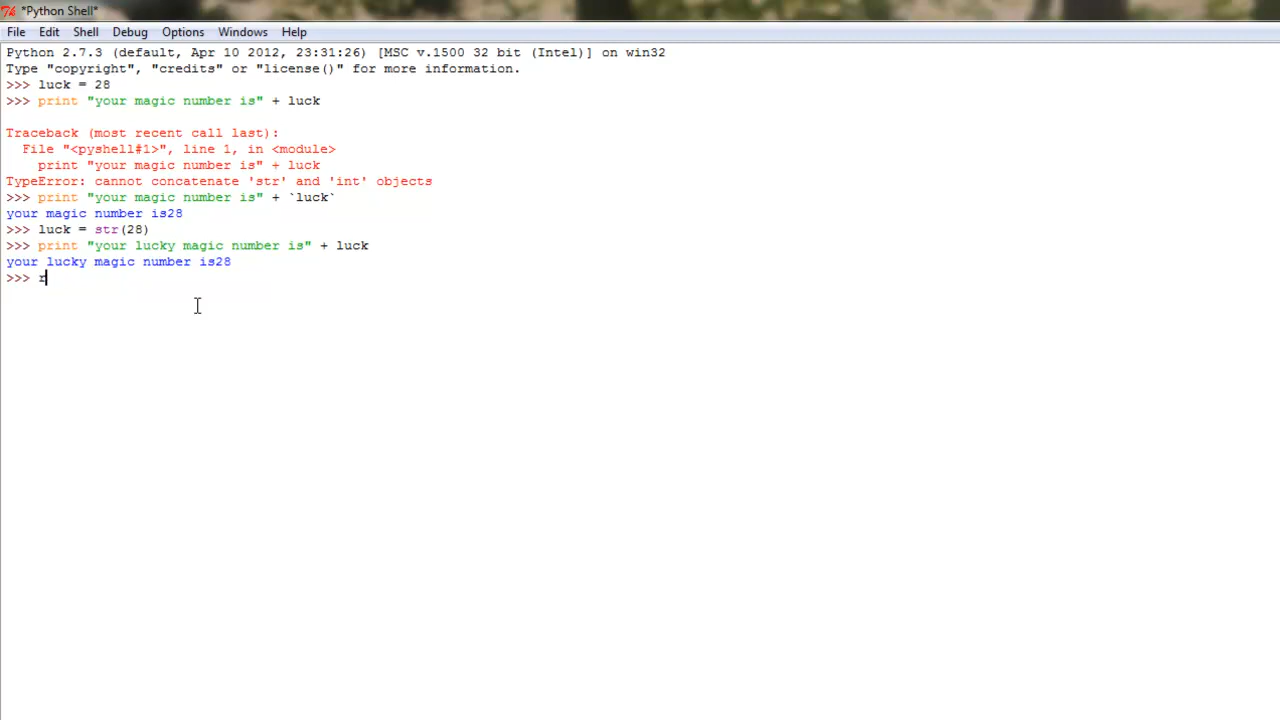 *Python Shell*
File Edit Shell Debug Options Windows Help
Python 2.7.3 (default, Apr 10 2012, 23:31:26) [MSC v.1500 32 bit (Intel)] on win32
Type "copyright", "credits" or "license()" for more information.
>>> luck = 28
>>> print "your magic number is" + luck
Traceback (most recent call last):
  File "<pyshell#1>", line 1, in <module>
    print "your magic number is" + luck
TypeError: cannot concatenate 'str' and 'int' objects
>>> print "your magic number is" + `luck`
your magic number is28
>>> luck = str(28)
>>> print "your lucky magic number is" + luck
your lucky magic number is28
>>> r